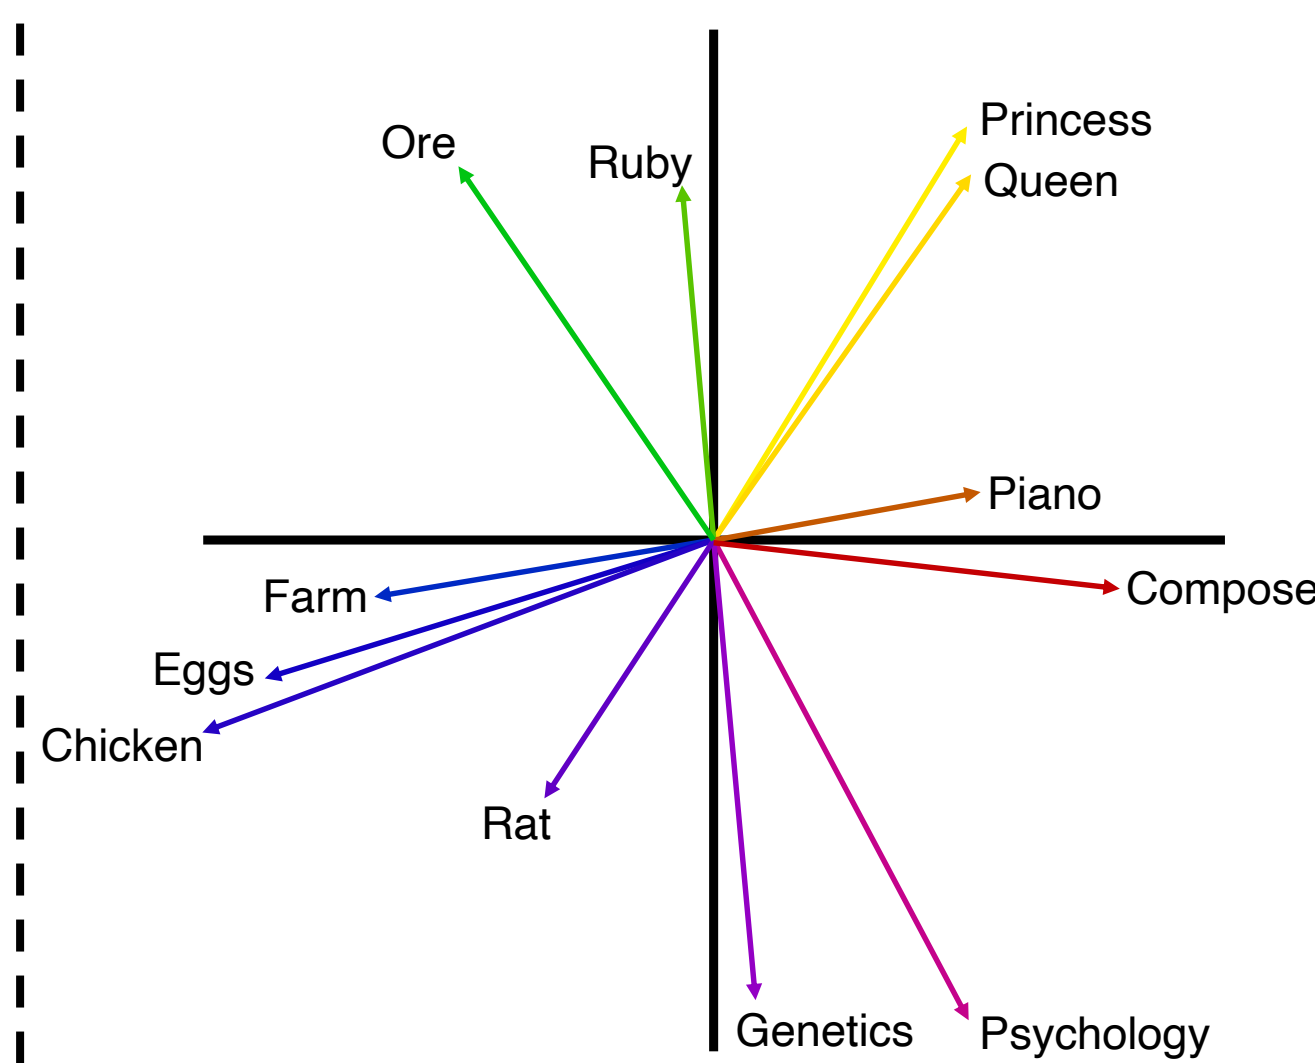 Princess
Ore
Ruby
Queen
Piano
Compose
Farm
Eggs
Chicken
Rat
Genetics
Psychology